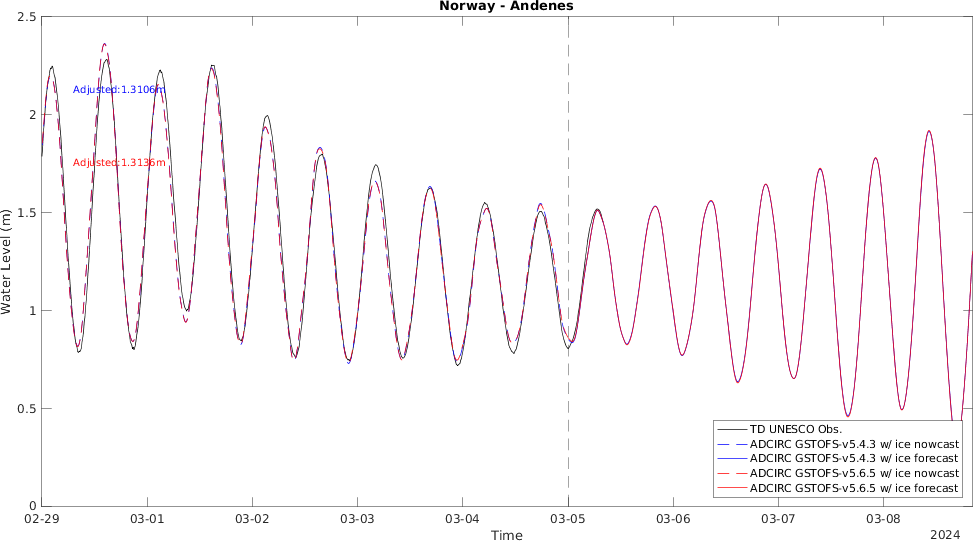 Norway - Andenes
2.5
2
1.5
1
0.5
0
Water Level (m)
Adjusted:1.3106m
Adjusted:1.3136m
TD UNESCO Obs.
ADCIRC GSTOFS-v5.4.3 w/ ice nowcast
ADCIRC GSTOFS-v5.4.3 w/ ice forecast
ADCIRC GSTOFS-v5.6.5 w/ ice nowcast
ADCIRC GSTOFS-v5.6.5 w/ ice forecast
02-29 03-01 03-02 03-03 03-04 03-05 03-06 03-07 03-08
Time
2024